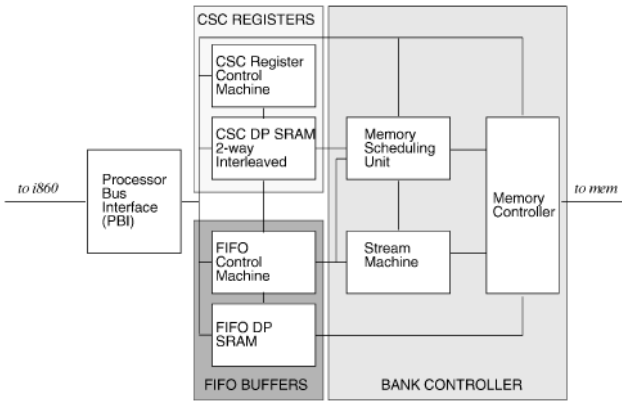 CSC REGISTERS
CSC Register
Control
Machine
CSC DP SRAM
2-way
Interleaved
Memory
Scheduling
Unit
to i860
Processor
Bus
Interface
(PBI)
to mem
Memory
Controller
FIFO
Control
Machine
Stream
Machine
FIFO DP
SRAM
FIFO BUFFERS
BANK CONTROLLER